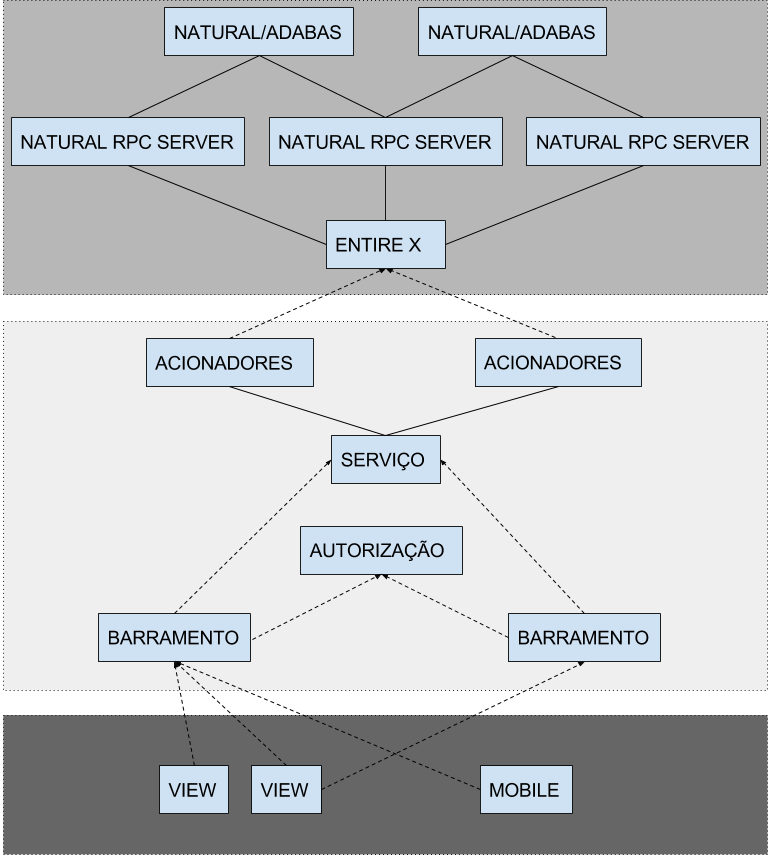 NATURAL/ADABAS
NATURAL/ADABAS
NATURAL RPC SERVER
NATURAL RPC SERVER
NATURAL RPC SERVER
ENTIRE X
ACIONADORES
ACIONADORES
SERVIÇO
AUTORIZAÇÃO
BARRAMENTO
BARRAMENTO
VIEW
VIEW
MOBILE